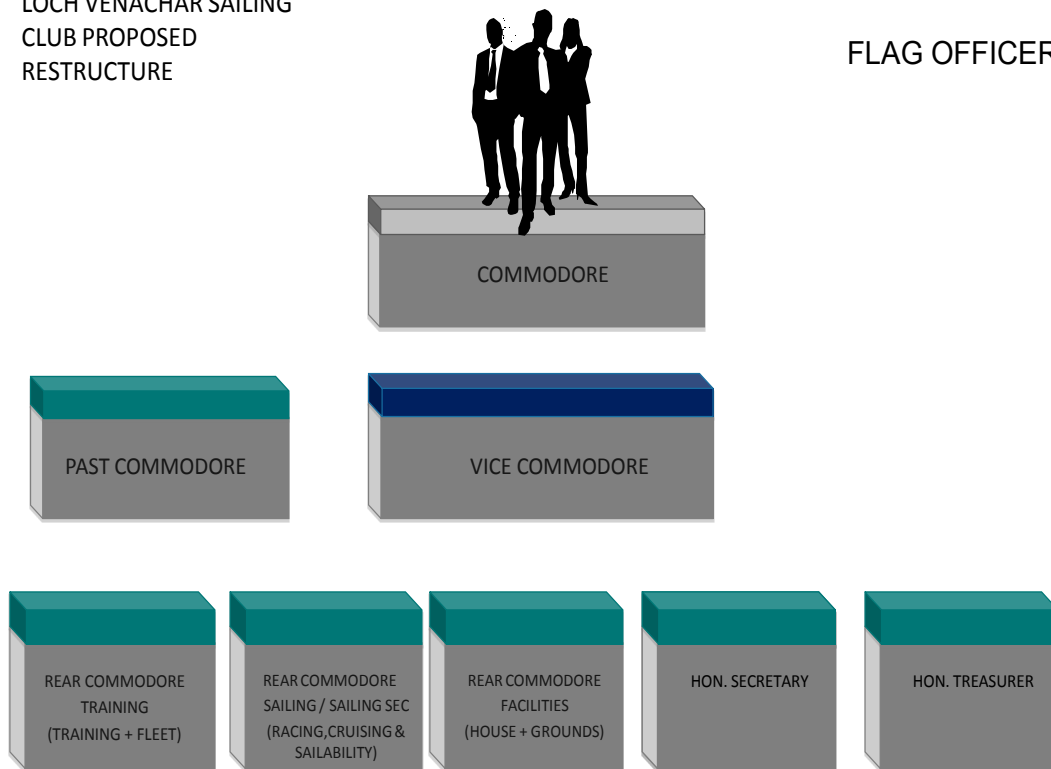 LOCH VENACHAR SAILING
CLUB PROPOSED
RESTRUCTURE
FLAG OFFICER
COMMODORE
PAST COMMODORE
VICE COMMODORE
REAR COMMODORE
TRAINING
(TRAINING + FLEET)
REAR COMMODORE
SAILING / SAILING SEC
(RACING,CRUISING &
SAILABILITY)
REAR COMMODORE
FACILITIES
(HOUSE + GROUNDS)
HON. SECRETARY
HON. TREASURER